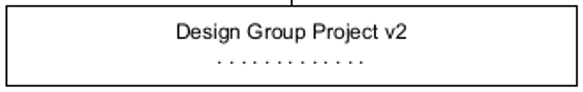 Design Group Project v2
. . . . . . . . . . . . .